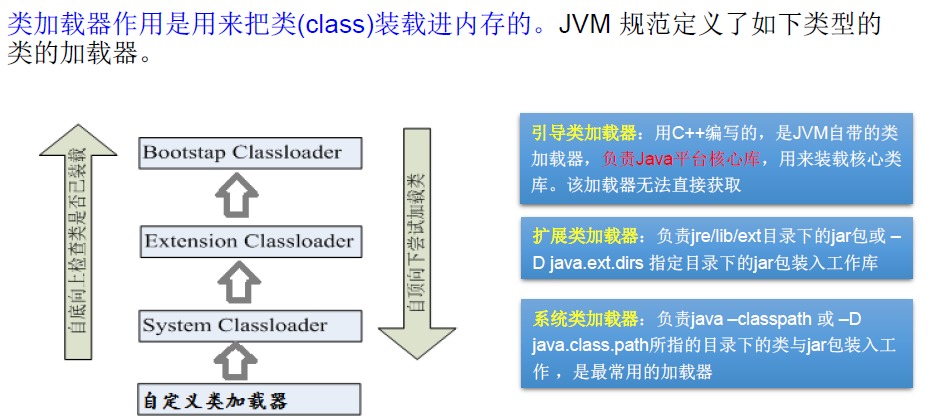 类加载器作用是用来把类(class)装载进内存的。JVM 规范定义了如下类型的
类的加载器。
自底向上检查类是否已装载
Bootstap Classloader
Extension Classloader
System Classloader
自定义类加载器
自顶向下尝试加载类
引导类加载器：用C++编写的，是JVM自带的类
加载器，负责Java平台核心库，用来装载核心类
库。该加载器无法直接获取
扩展类加载器：负责jre/lib/ext目录下的jar包或 –
D java.ext.dirs 指定目录下的jar包装入工作库
系统类加载器：负责java –classpath 或 –D
java.class.path所指的目录下的类与jar包装入工
作 ，是最常用的加载器